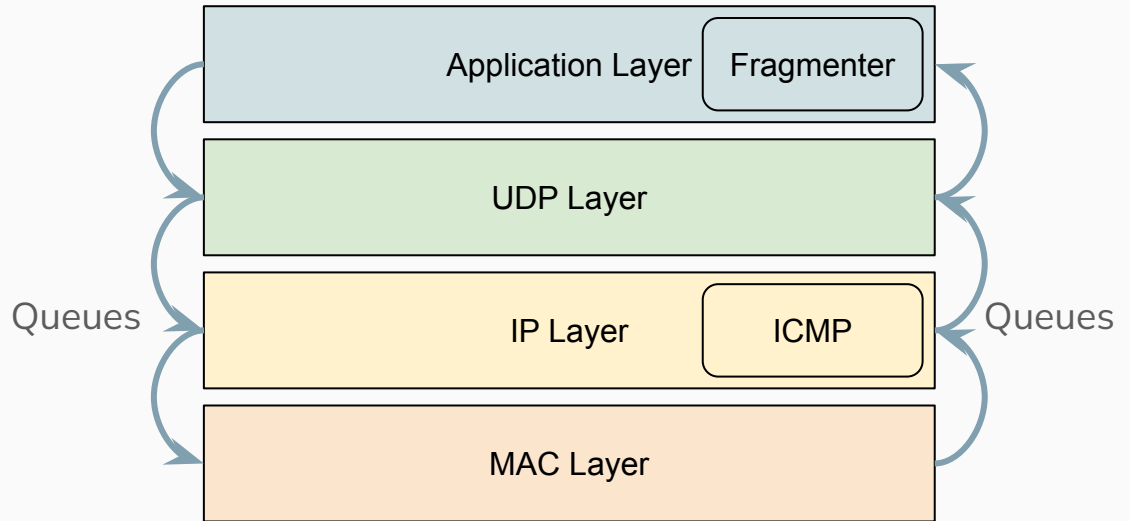 Application Layer
Fragmenter
UDP Layer
Queues
IP Layer
ICMP
Queues
MAC Layer